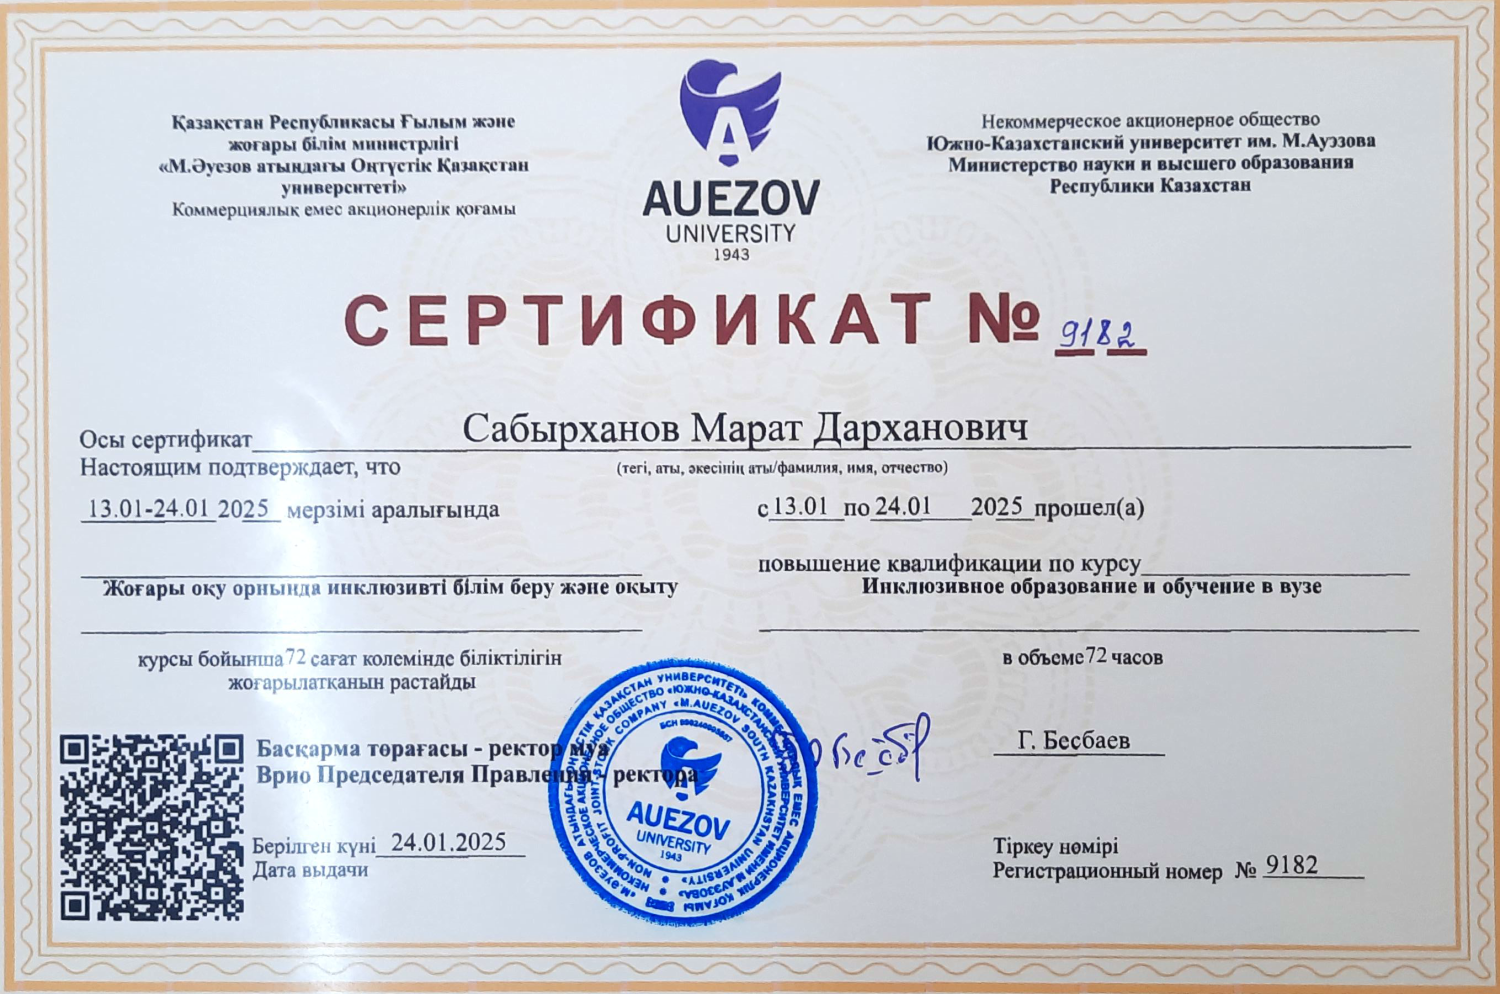 Қазақстан Республикасы Ғылым және
жоғары білім министрлігі
«М.Әуезов атындағы Оңтүстік Қазақстан
университеті»
Коммерциялық емес акционерлік қоғамы
AUEZOV
UNIVERSITY
1943
Некоммерческое акционерное общество
Южно-Казахстанский университет им. М.Ауэзова
Министерство науки и высшего образования
Республики Казахстан
СЕРТИФИКАТ № 9182
Осы сертификат Сабырханов Марат Дарханович
Настоящим подтверждает, что
(тегі, аты, әкесінің аты/фамилия, имя, отчество)
13.01-24.01 2025 мерзімі аралығында
с 13.01 по 24.01 2025 прошел(а)
повышение квалификации по курсу
Жоғары оқу орнында инклюзивті білім беру және оқыту
Инклюзивное образование и обучение в вузе
курсы бойынша 72 сағат көлемінде біліктілігін
жоғарылатқанын растайды
в объеме 72 часов
Басқарма төрағасы - ректор міа
Врио Председателя Правления - ректора
Г. Бесбаев
Берілген күні 24.01.2025
Дата выдачи
AUEZOV
UNIVERSITY
1943
Тіркеу нөмірі
Регистрационный номер № 9182